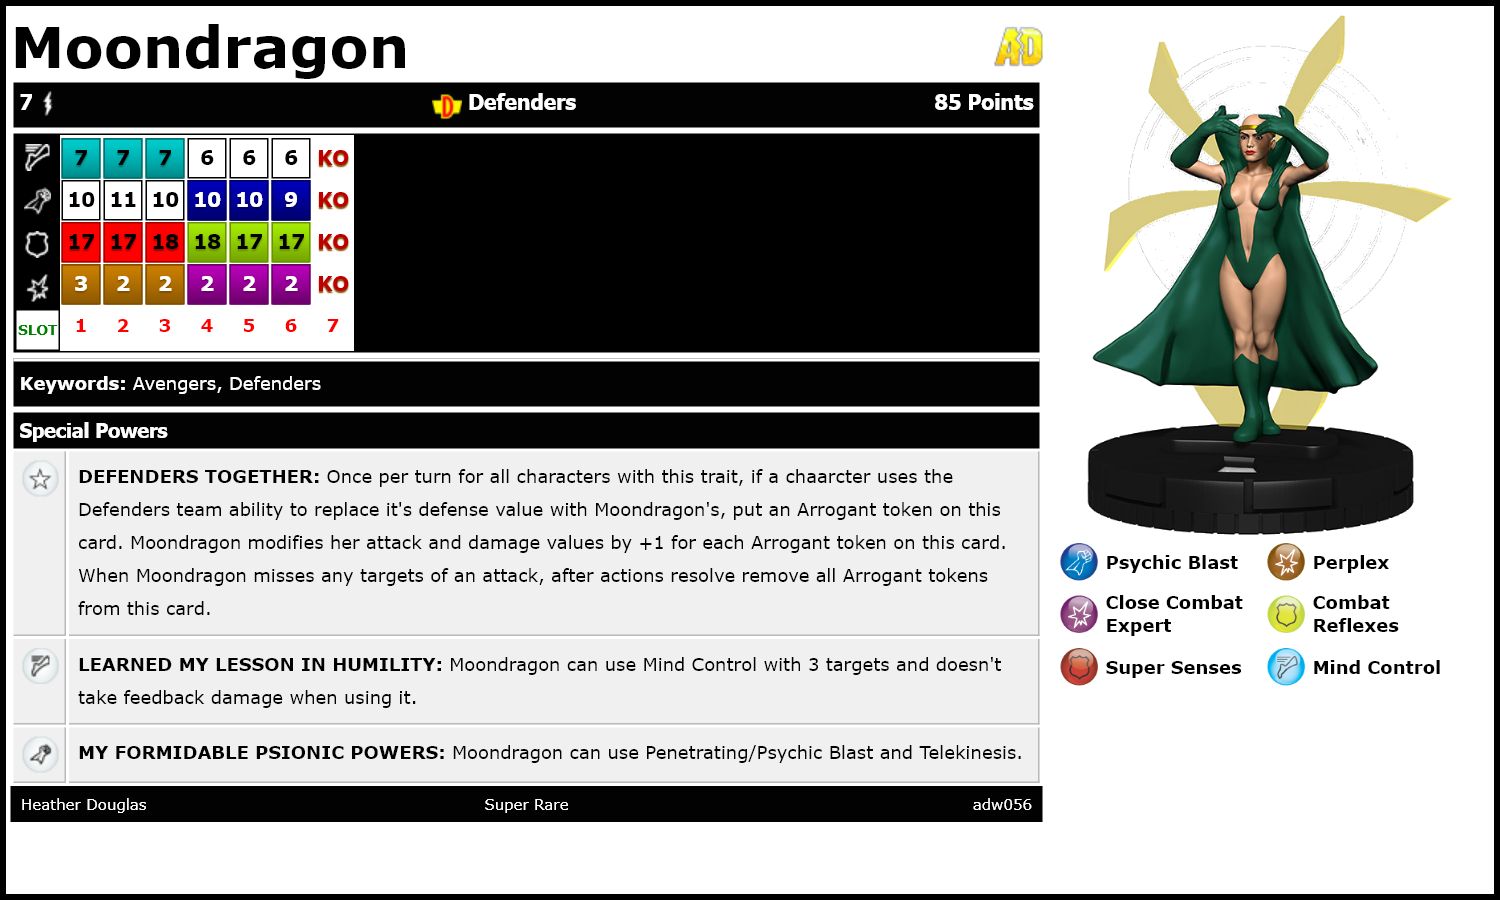 Moondragon
AD
7 Defenders 85 Points
7 7 7 6 6 6 KO
10 11 10 10 10 9 KO
17 17 18 18 17 17 KO
3 2 2 2 2 2 KO
SLOT 1 2 3 4 5 6 7
Keywords: Avengers, Defenders
Special Powers
DEFENDERS TOGETHER: Once per turn for all characters with this trait, if a chaarcter uses the
Defenders team ability to replace it's defense value with Moondragon's, put an Arrogant token on this
card. Moondragon modifies her attack and damage values by +1 for each Arrogant token on this card.
When Moondragon misses any targets of an attack, after actions resolve remove all Arrogant tokens
from this card.
LEARNED MY LESSON IN HUMILITY: Moondragon can use Mind Control with 3 targets and doesn't
take feedback damage when using it.
MY FORMIDABLE PSIONIC POWERS: Moondragon can use Penetrating/Psychic Blast and Telekinesis.
Heather Douglas Super Rare adw056
Psychic Blast Perplex
Close Combat Expert Combat Reflexes
Super Senses Mind Control